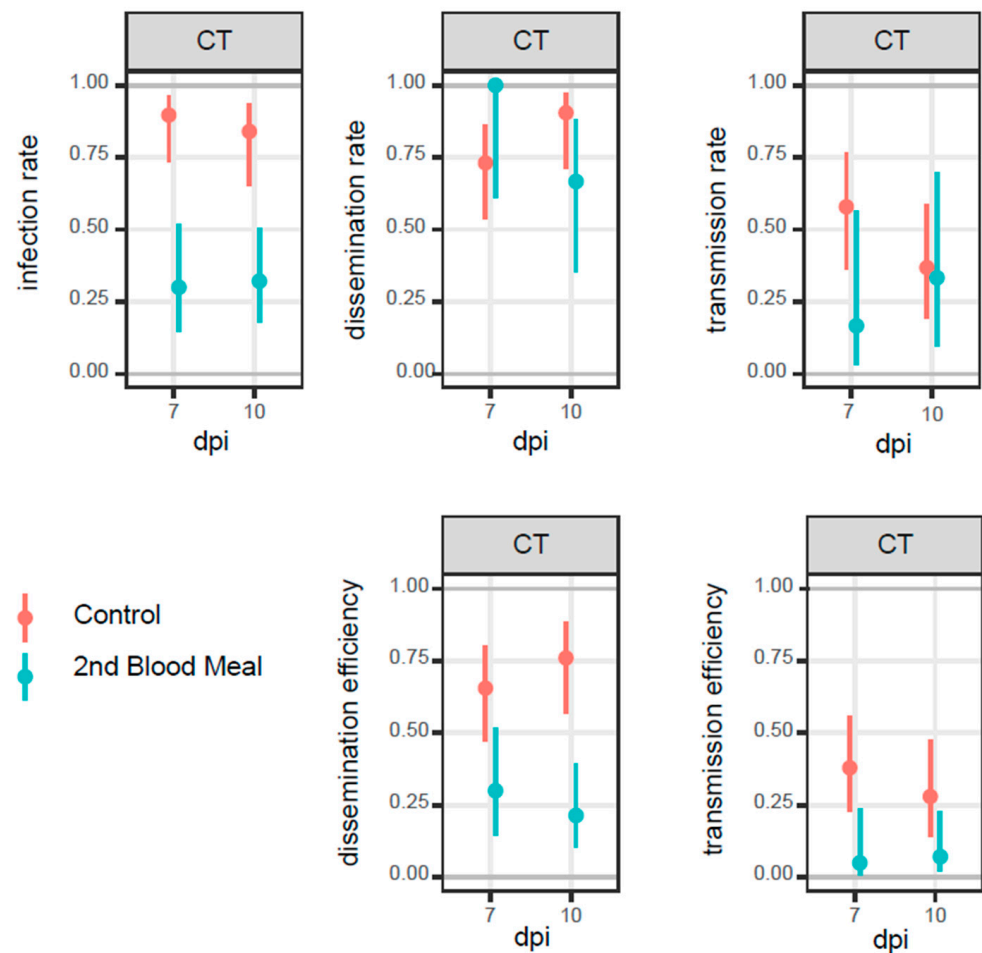 CT
infection rate
1.00
0.75
0.50
0.25
0.00
7 10
dpi
CT
dissemination rate
1.00
0.75
0.50
0.25
0.00
7 10
dpi
CT
transmission rate
1.00
0.75
0.50
0.25
0.00
7 10
dpi
Control
2nd Blood Meal
CT
dissemination efficiency
1.00
0.75
0.50
0.25
0.00
7 10
dpi
CT
transmission efficiency
1.00
0.75
0.50
0.25
0.00
7 10
dpi